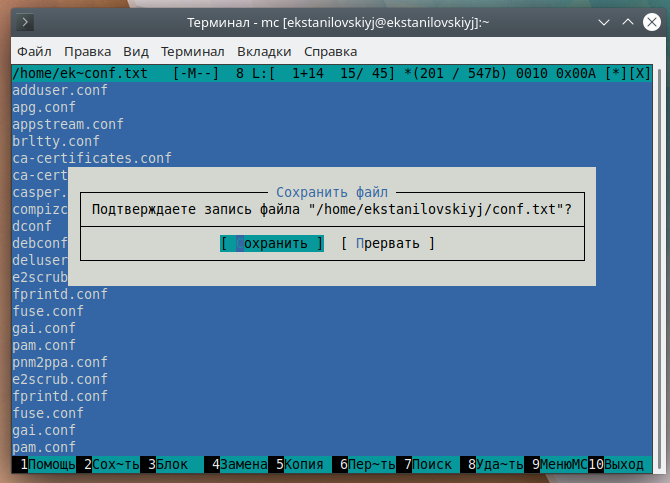 Терминал - mc [ekstanilovskiyj@ekstanilovskiyj]:~
Файл Правка Вид Терминал Вкладки Справка
/home/ek~conf.txt [-M--] 8 L:[ 1+14 15/ 45] *(201 / 547b) 0010 0x00A [*][X]
adduser.conf
apg.conf
appstream.conf
brltty.conf
ca-certificates.conf
ca-cert
casper.
compizc
dconf
debconf
deluser
e2scrub
Сохранить файл
Подтверждаете запись файла "/home/ekstanilovskiyj/conf.txt"?
[ Сохранить ] [ Прервать ]
fprintd.conf
fuse.conf
gai.conf
pam.conf
pnm2ppa.conf
e2scrub.conf
fprintd.conf
fuse.conf
gai.conf
pam.conf
1Помощь 2Сох~ть 3Блок 4Замена 5Копия 6Пер~ть 7Поиск 8Уда~ть 9МенюMC 10Выход